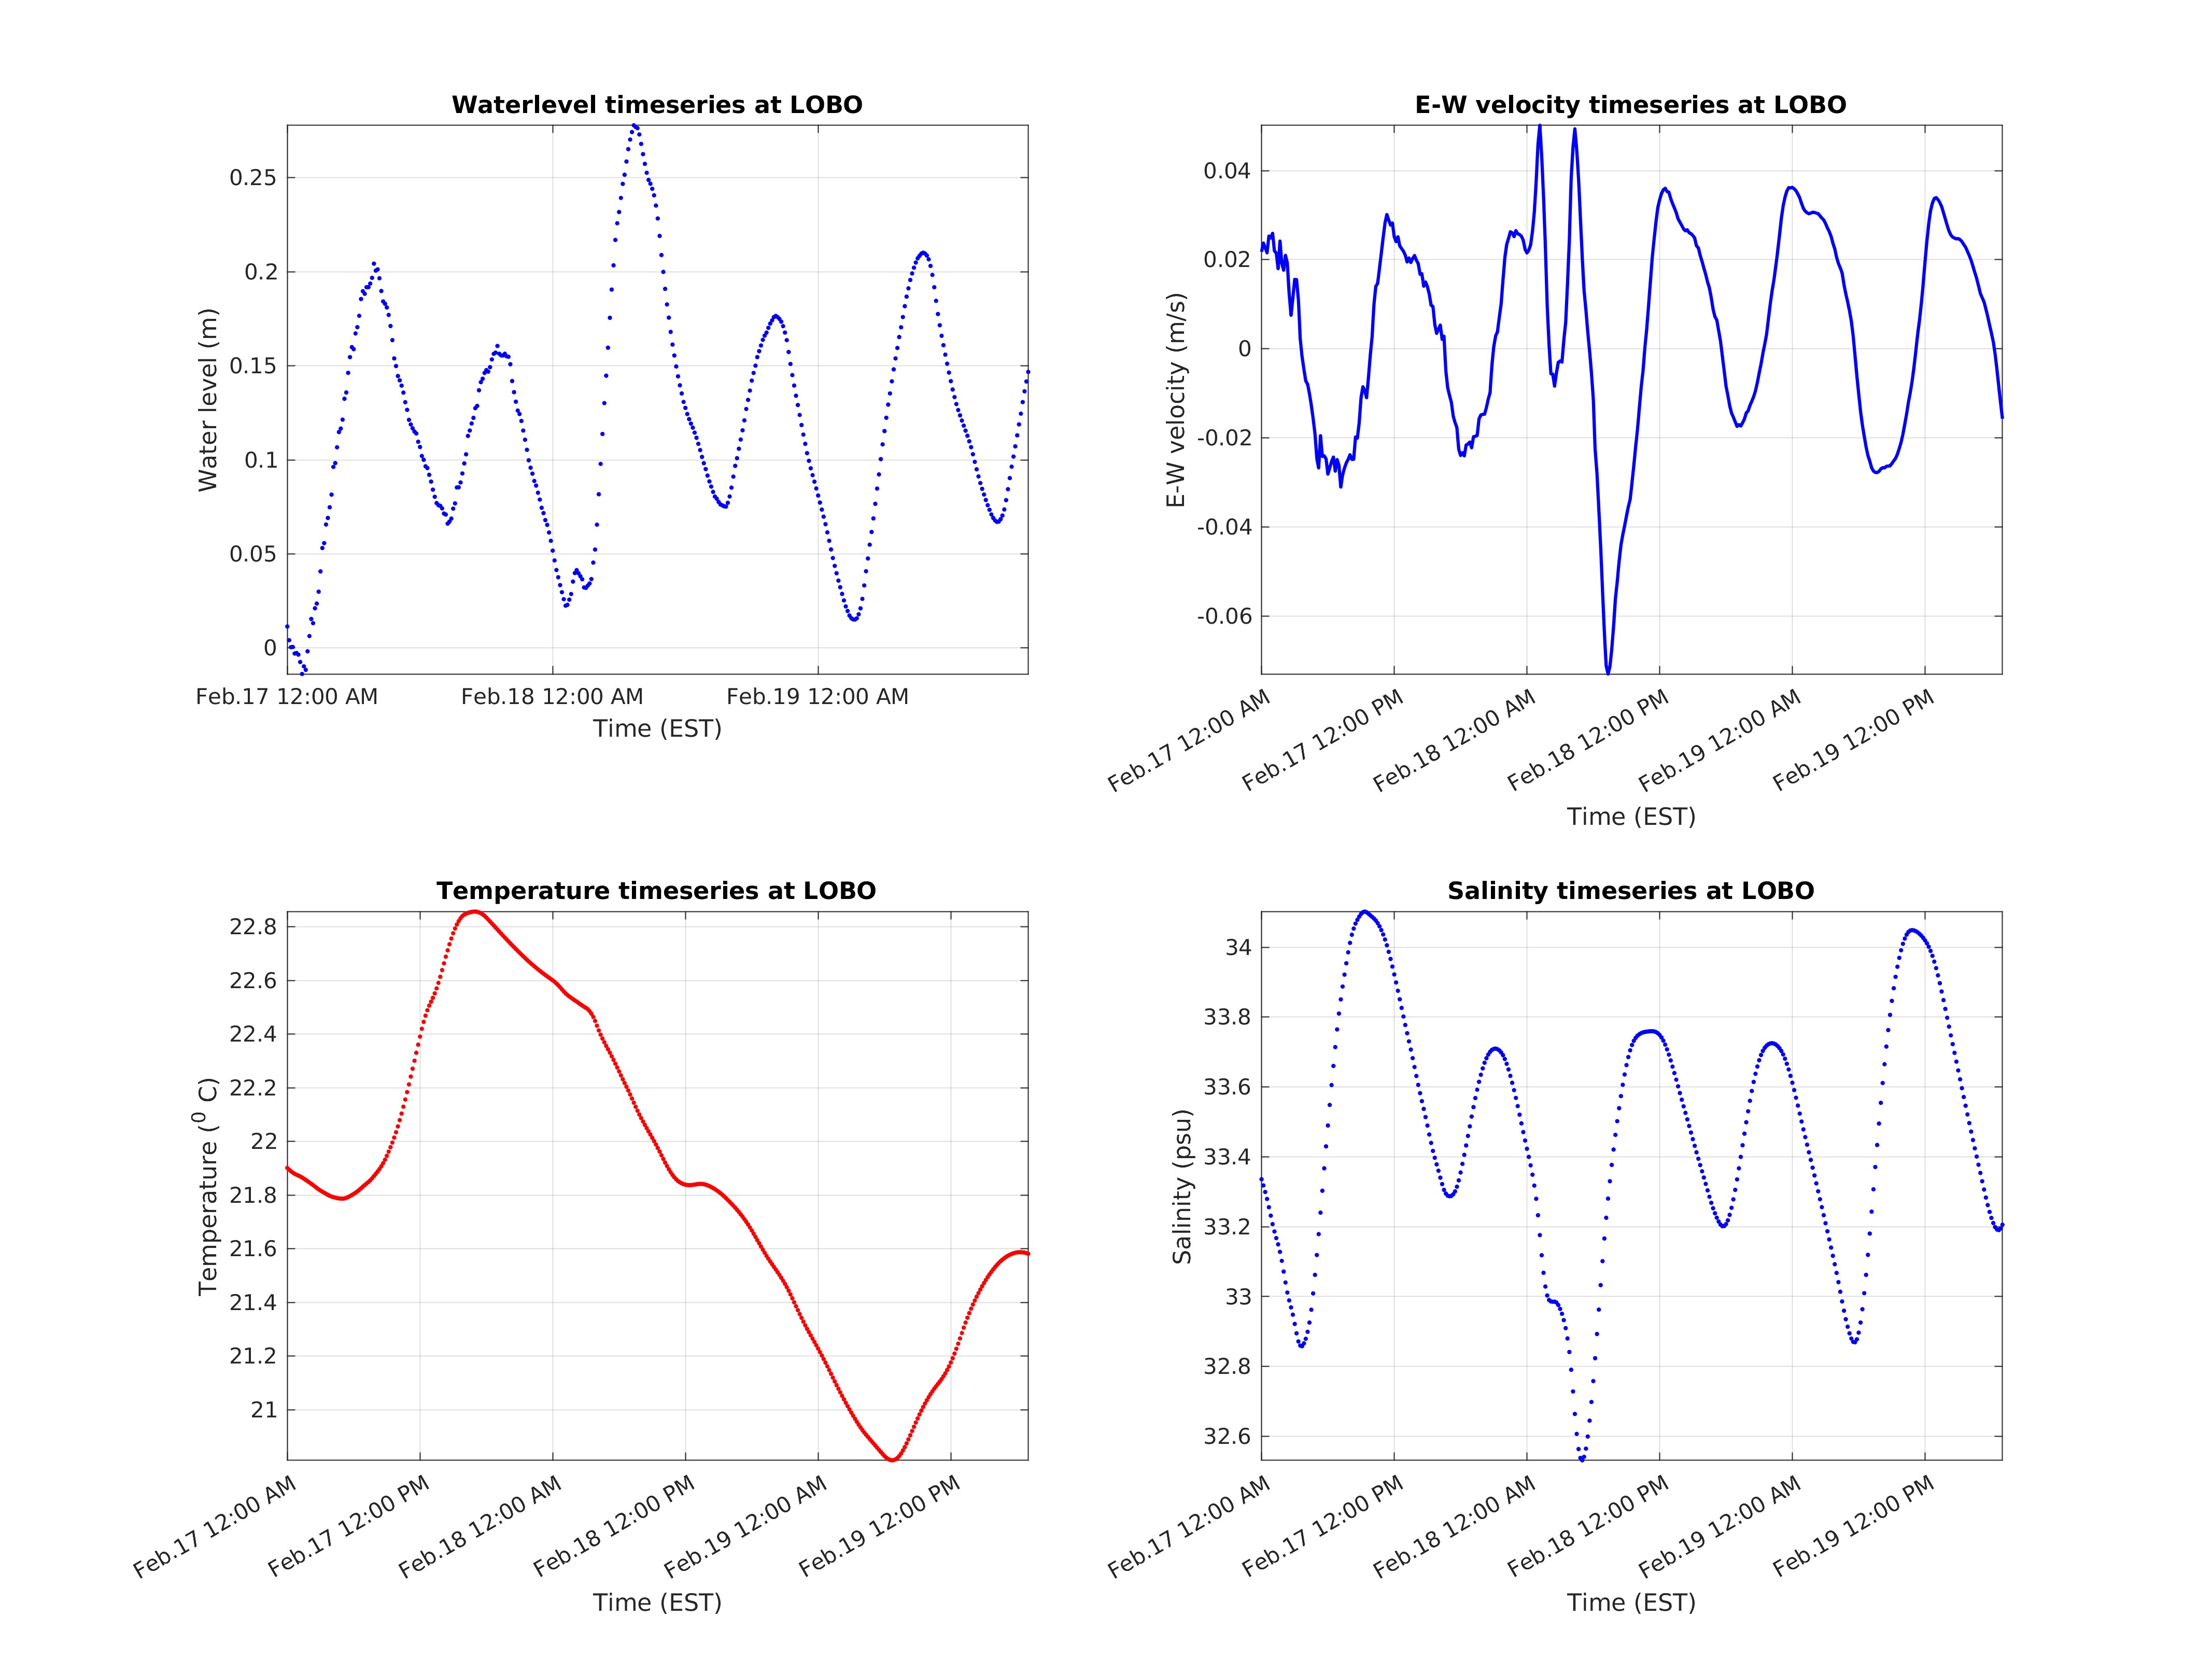 Waterlevel timeseries at LOBO
0.25
0.2
0.15
0.1
0.05
0
Water level (m)
Feb.17 12:00 AM Feb.18 12:00 AM Feb.19 12:00 AM
Time (EST)
E-W velocity timeseries at LOBO
0.04
0.02
0
-0.02
-0.04
-0.06
E-W velocity (m/s)
Feb.17 12:00 AM Feb.17 12:00 PM Feb.18 12:00 AM Feb.18 12:00 PM Feb.19 12:00 AM Feb.19 12:00 PM
Time (EST)
Temperature timeseries at LOBO
22.8
22.6
22.4
22.2
22
21.8
21.6
21.4
21.2
21
Temperature (⁰ C)
Feb.17 12:00 AM Feb.17 12:00 PM Feb.18 12:00 AM Feb.18 12:00 PM Feb.19 12:00 AM Feb.19 12:00 PM
Time (EST)
Salinity timeseries at LOBO
34
33.8
33.6
33.4
33.2
33
32.8
32.6
Salinity (psu)
Feb.17 12:00 AM Feb.17 12:00 PM Feb.18 12:00 AM Feb.18 12:00 PM Feb.19 12:00 AM Feb.19 12:00 PM
Time (EST)